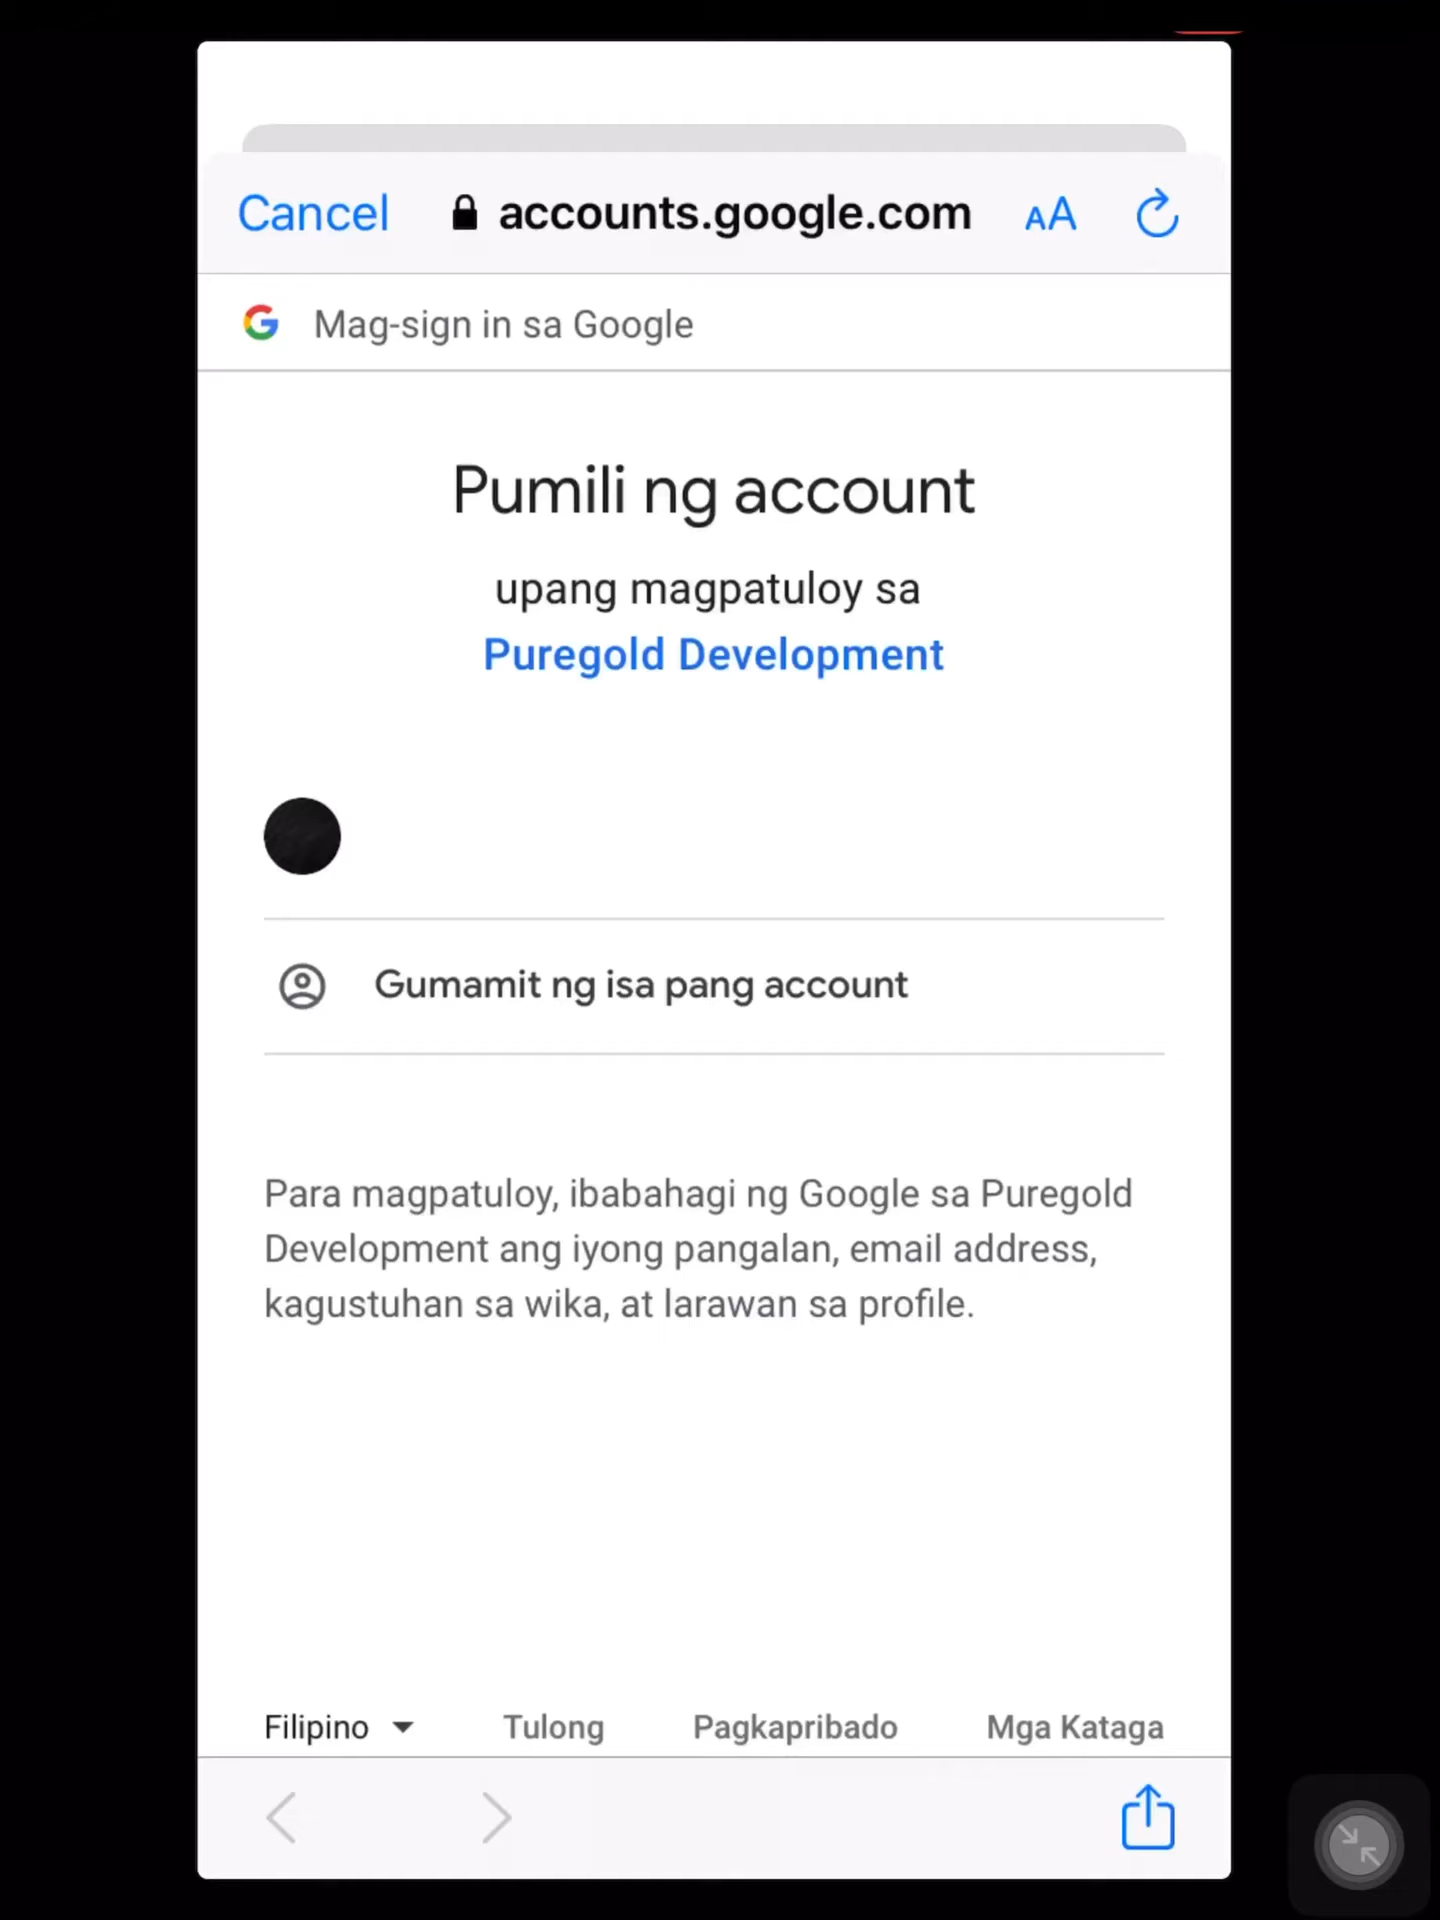 Cancel
accounts.google.com
AA
Mag-sign in sa Google
Pumili ng account
upang magpatuloy sa
Puregold Development
Gumamit ng isa pang account
Para magpatuloy, ibabahagi ng Google sa Puregold
Development ang iyong pangalan, email address,
kagustuhan sa wika, at larawan sa profile.
Filipino
Tulong
Pagkapribado
Mga Kataga